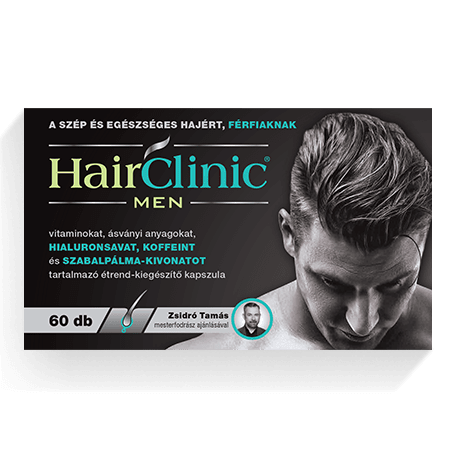 A SZÉP ÉS EGÉSZSÉGES HAJÉRT, FÉRFIAKNAK
HairClinic®
MEN
vitaminokat, ásványi anyagokat,
HIALURONSAVAT, KOFFEINT
és SZABALPÁLMA-KIVONATOT
tartalmazó étrend-kiegészítő kapszula
60 db
Zsidró Tamás
mesterfodrász ajánlásával